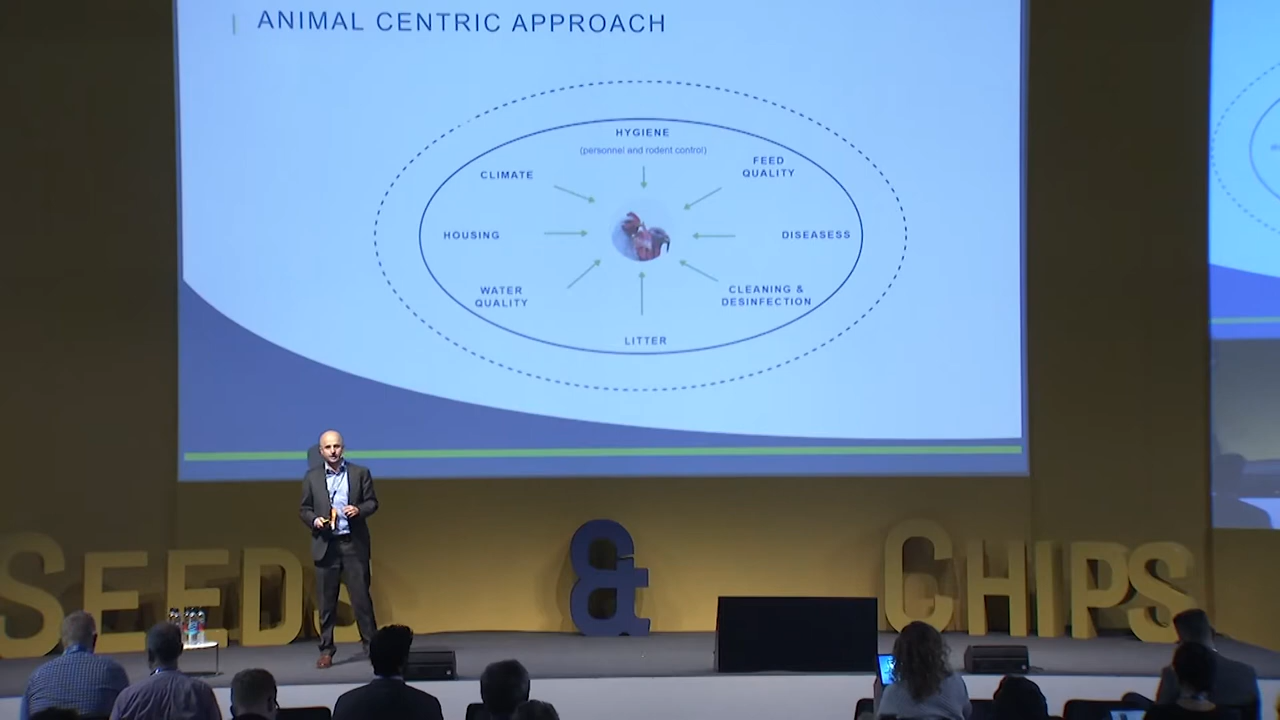 ANIMAL CENTRIC APPROACH
HYGIENE
(personnel and rodent control)
CLIMATE
FEED
QUALITY
HOUSING
DISEASESS
WATER
QUALITY
CLEANING &
DESINFECTION
LITTER
SEEDS & CHIPS